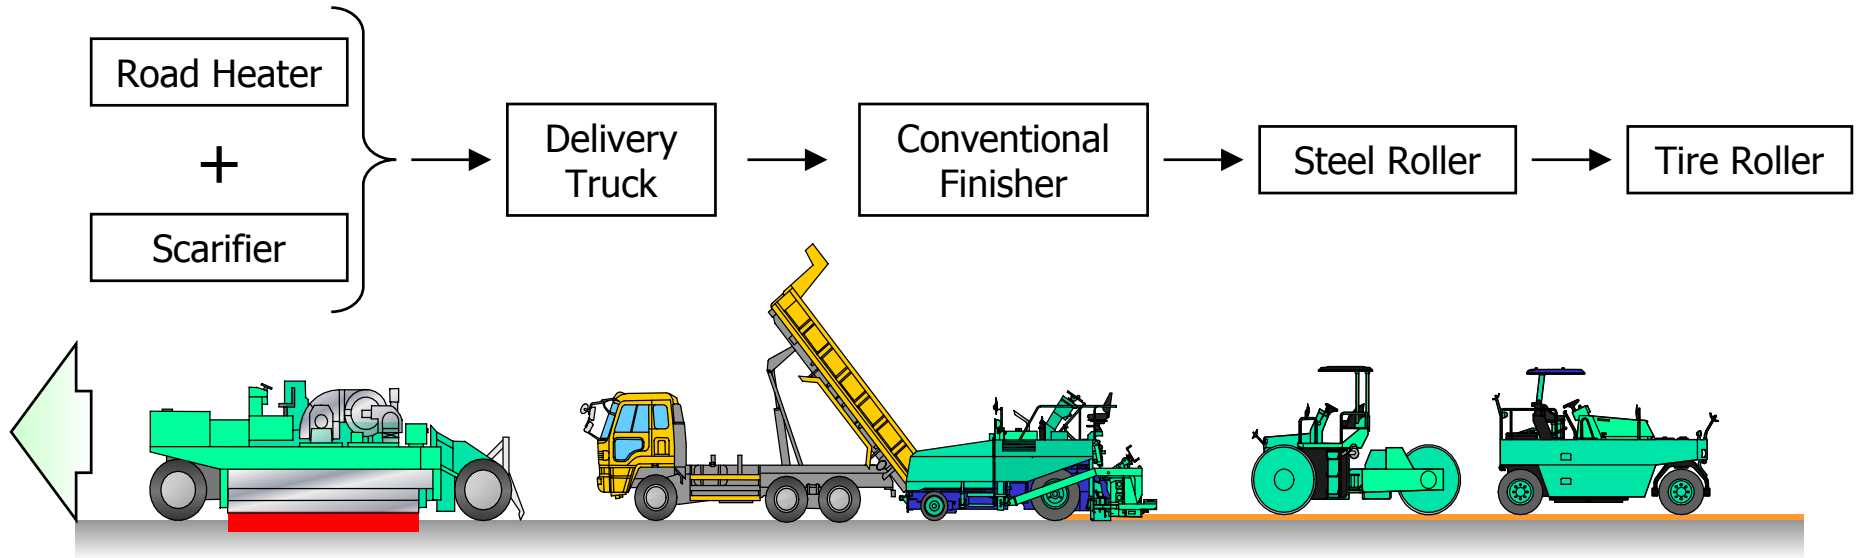 Road Heater
+
Scarifier
Delivery
Truck
Conventional
Finisher
Steel Roller
Tire Roller